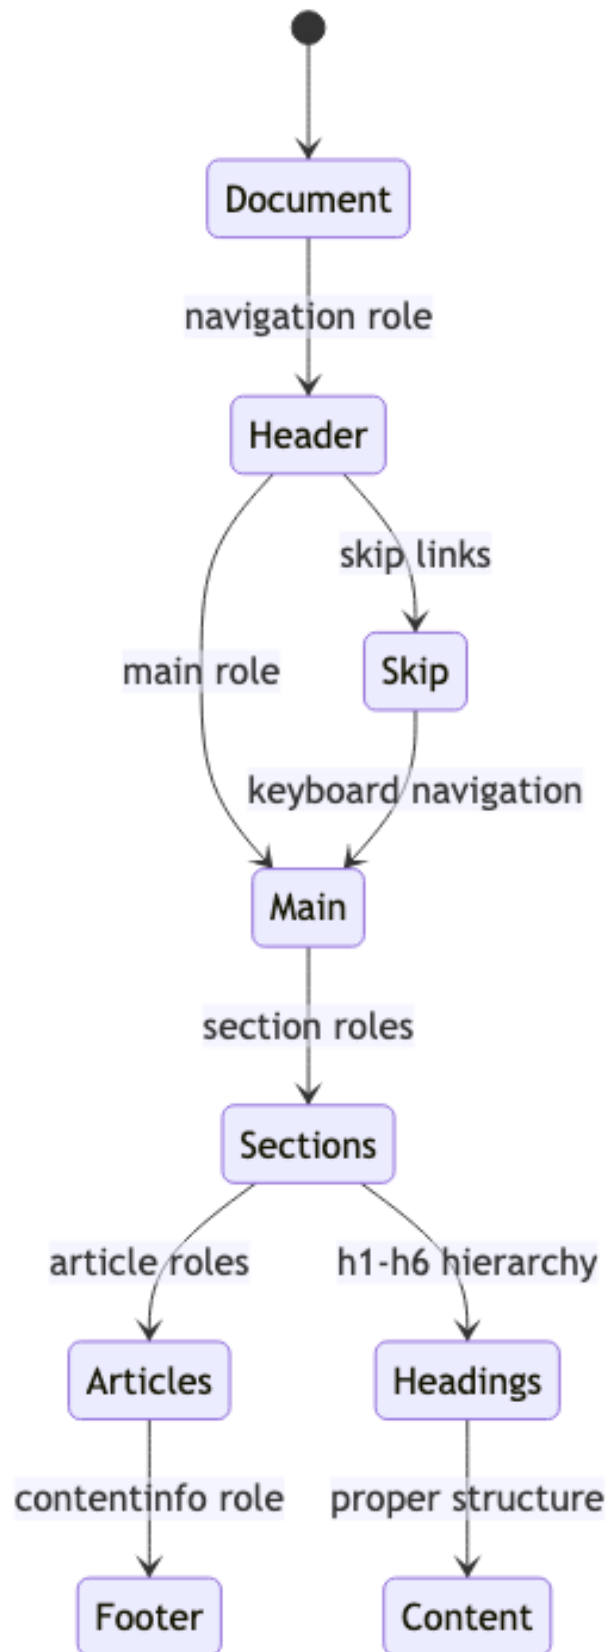 Document
navigation role
Header
skip links
main role
Skip
keyboard navigation
Main
section roles
Sections
article roles
h1-h6 hierarchy
Articles
Headings
contentinfo role
proper structure
Footer
Content